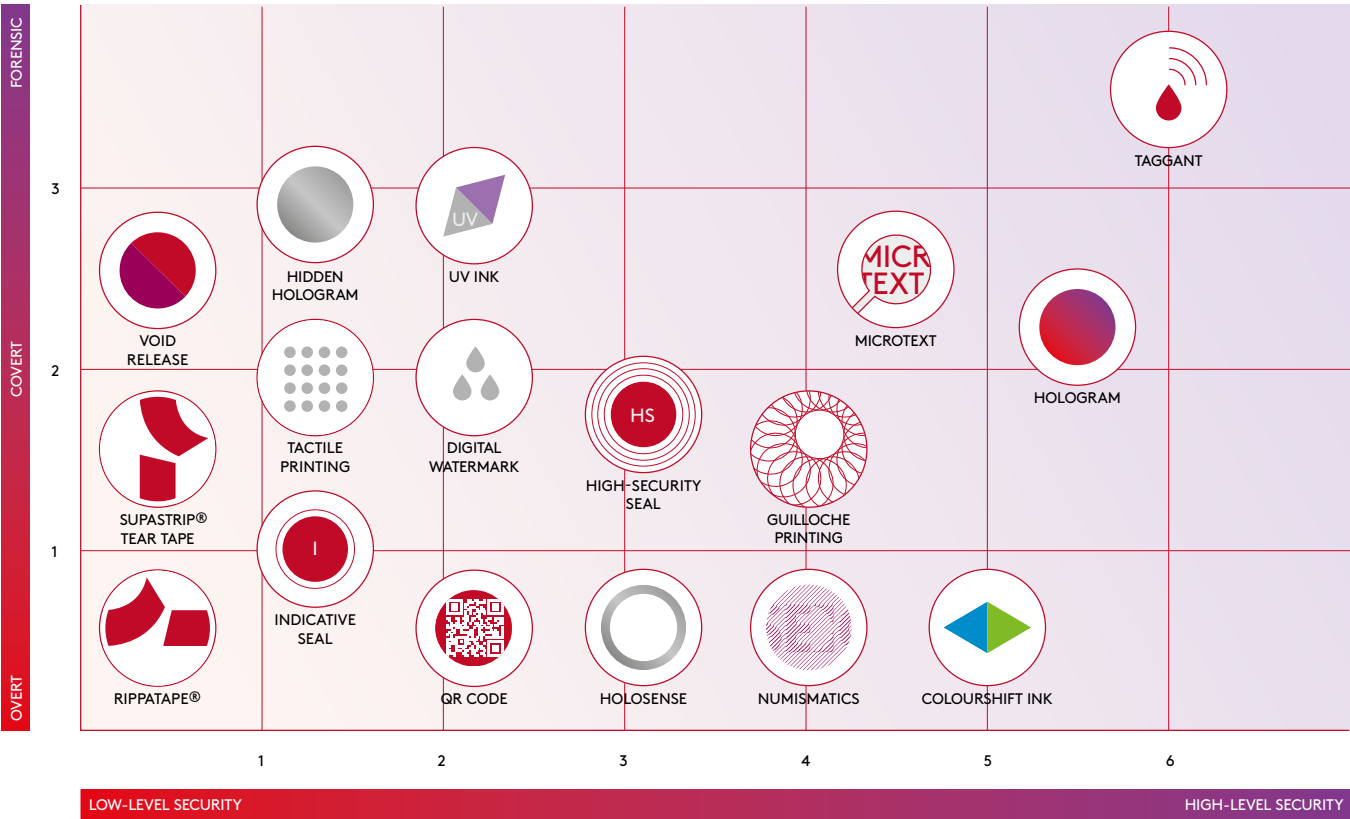 FORENSIC
TAGGANT
3
HIDDEN
HOLOGRAM
UV
UV INK
VOID
RELEASE
MICR
TEXT
MICROTEXT
HOLOGRAM
COVERT
2
TACTILE
PRINTING
DIGITAL
WATERMARK
HS
HIGH-SECURITY
SEAL
SUPASTRIP®
TEAR TAPE
GUILLOCHE
PRINTING
1
I
INDICATIVE
SEAL
OVERT
RIPPATAPE®
QR CODE
HOLOSENSE
E
NUMISMATICS
COLOURSHIFT INK
1
2
3
4
5
6
LOW-LEVEL SECURITY
HIGH-LEVEL SECURITY